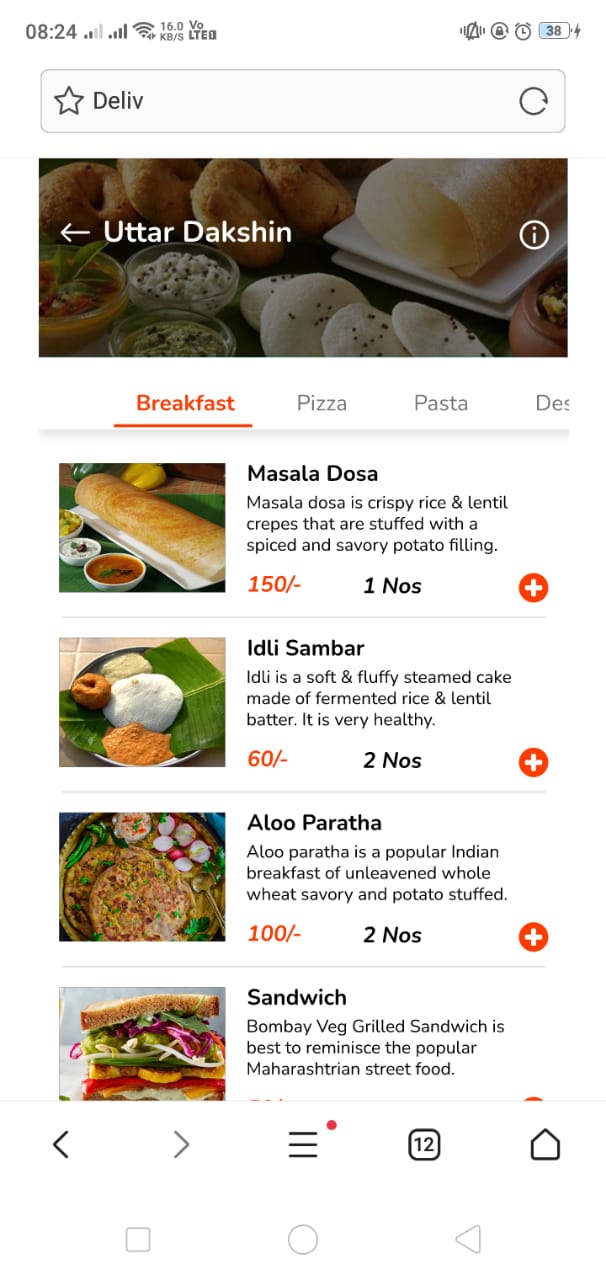 08:24
16.0 KB/S
Vo LTE
38
Deliv
Uttar Dakshin
Breakfast Pizza Pasta Des
Masala Dosa
Masala dosa is crispy rice & lentil
crepes that are stuffed with a
spiced and savory potato filling.
150/- 1 Nos
Idli Sambar
Idli is a soft & fluffy steamed cake
made of fermented rice & lentil
batter. It is very healthy.
60/- 2 Nos
Aloo Paratha
Aloo paratha is a popular Indian
breakfast of unleavened whole
wheat savory and potato stuffed.
100/- 2 Nos
Sandwich
Bombay Veg Grilled Sandwich is
best to reminisce the popular
Maharashtrian street food.
12